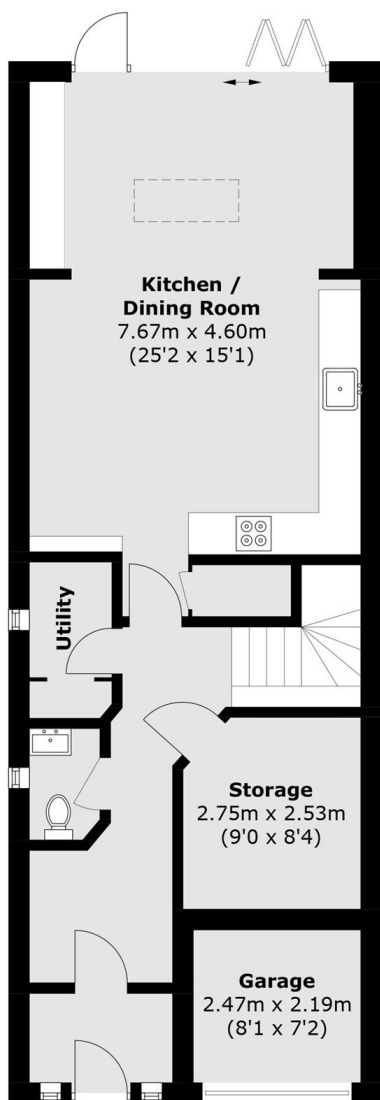 Kitchen /
Dining Room
7.67m x 4.60m
(25'2 x 15'1)
Utility
Storage
2.75m x 2.53m
(9'0 x 8'4)
Garage
2.47m x 2.19m
(8'1 x 7'2)